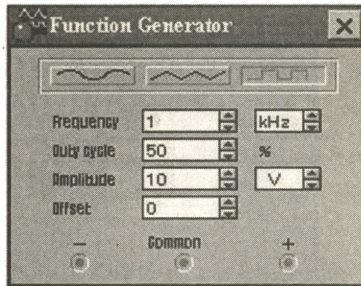 Function Generator
Frequency 1 kHz
Duty cycle 50 %
Amplitude 10 V
Offset 0
− Common +